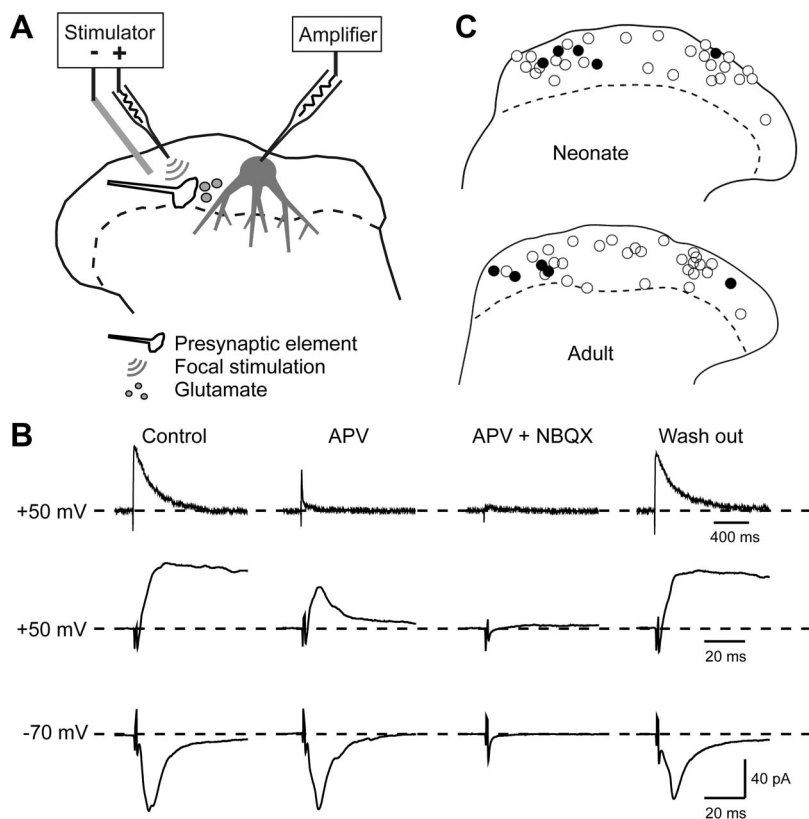 A
Stimulator
- +
Amplifier
Presynaptic element
Focal stimulation
Glutamate
C
Neonate
Adult
B
Control APV APV + NBQX Wash out
+50 mV
400 ms
+50 mV
20 ms
-70 mV
40 pA
20 ms